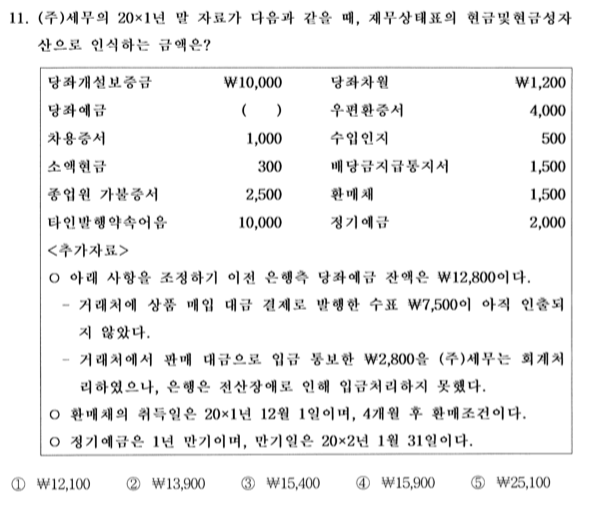 11. (주)세무의 20×1년 말 자료가 다음과 같을 때, 재무상태표의 현금및현금성자
산으로 인식하는 금액은?
당좌개설보증금 ₩10,000 당좌차월 ₩1,200
당좌예금 ( ) 우편환증서 4,000
차용증서 1,000 수입인지 500
소액현금 300 배당금지급통지서 1,500
종업원 가불증서 2,500 환매채 1,500
타인발행약속어음 10,000 정기예금 2,000
<추가자료>
○ 아래 사항을 조정하기 이전 은행측 당좌예금 잔액은 ₩12,800이다.
- 거래처에 상품 매입 대금 결제로 발행한 수표 ₩7,500이 아직 인출되
지 않았다.
- 거래처에서 판매 대금으로 입금 통보한 ₩2,800을 (주)세무는 회계처
리하였으나, 은행은 전산장애로 인해 입금처리하지 못했다.
○ 환매채의 취득일은 20×1년 12월 1일이며, 4개월 후 환매조건이다.
○ 정기예금은 1년 만기이며, 만기일은 20×2년 1월 31일이다.
① ₩12,100 ② ₩13,900 ③ ₩15,400 ④ ₩15,900 ⑤ ₩25,100